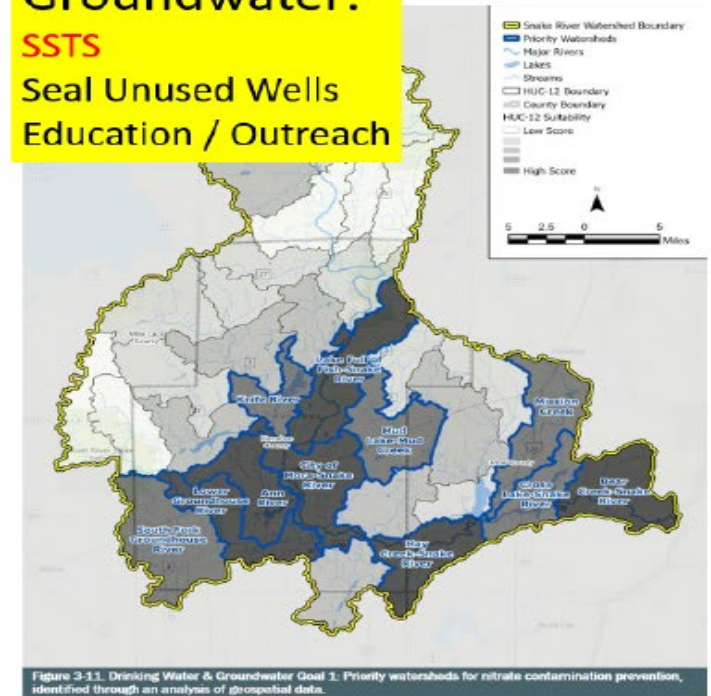 Groundwater:
SSTS
Seal Unused Wells
Education / Outreach
Snake River Watershed Boundary
Priority Watersheds
Major Rivers
Lakes
Streams
HUC-12 Boundary
County Boundary
HUC-12 Suitability
Low Score
High Score
N
5 2.5 0 5
Miles
Fish-Snake
River
Knife River
Mission
Creek
Mud
Lake-Mud
Creek
City of
Mora-Snake
River
Lower
Groundhouse
River
Ann
River
South Fork
Groundhouse
River
Cross
Lake-Snake
River
Bear
Creek-Snake
River
Hay
Creek-Snake
River
Figure 3-11. Drinking Water & Groundwater Goal 1: Priority watersheds for nitrate contamination prevention,
identified through an analysis of geospatial data.